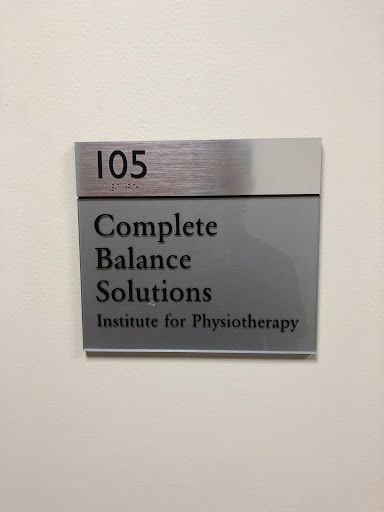 105
Complete
Balance
Solutions
Institute for Physiotherapy